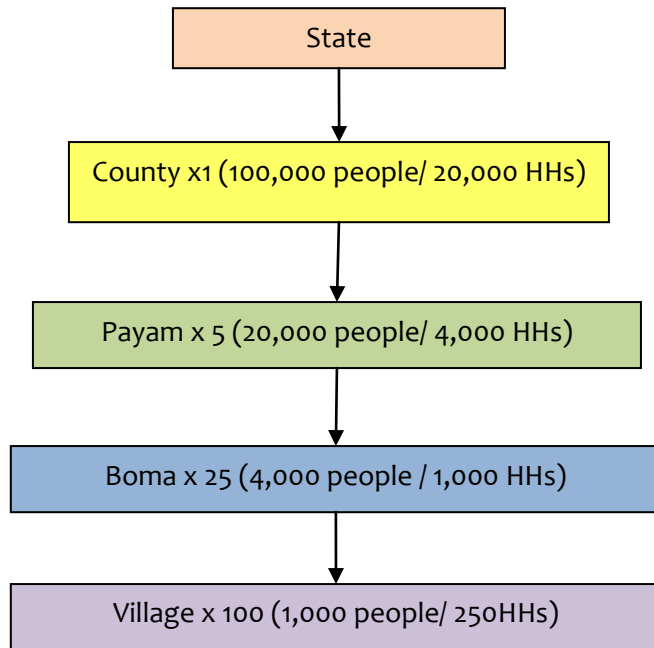 State
County x1 (100,000 people/ 20,000 HHs)
Payam x 5 (20,000 people/ 4,000 HHs)
Boma x 25 (4,000 people / 1,000 HHs)
Village x 100 (1,000 people/ 250HHs)